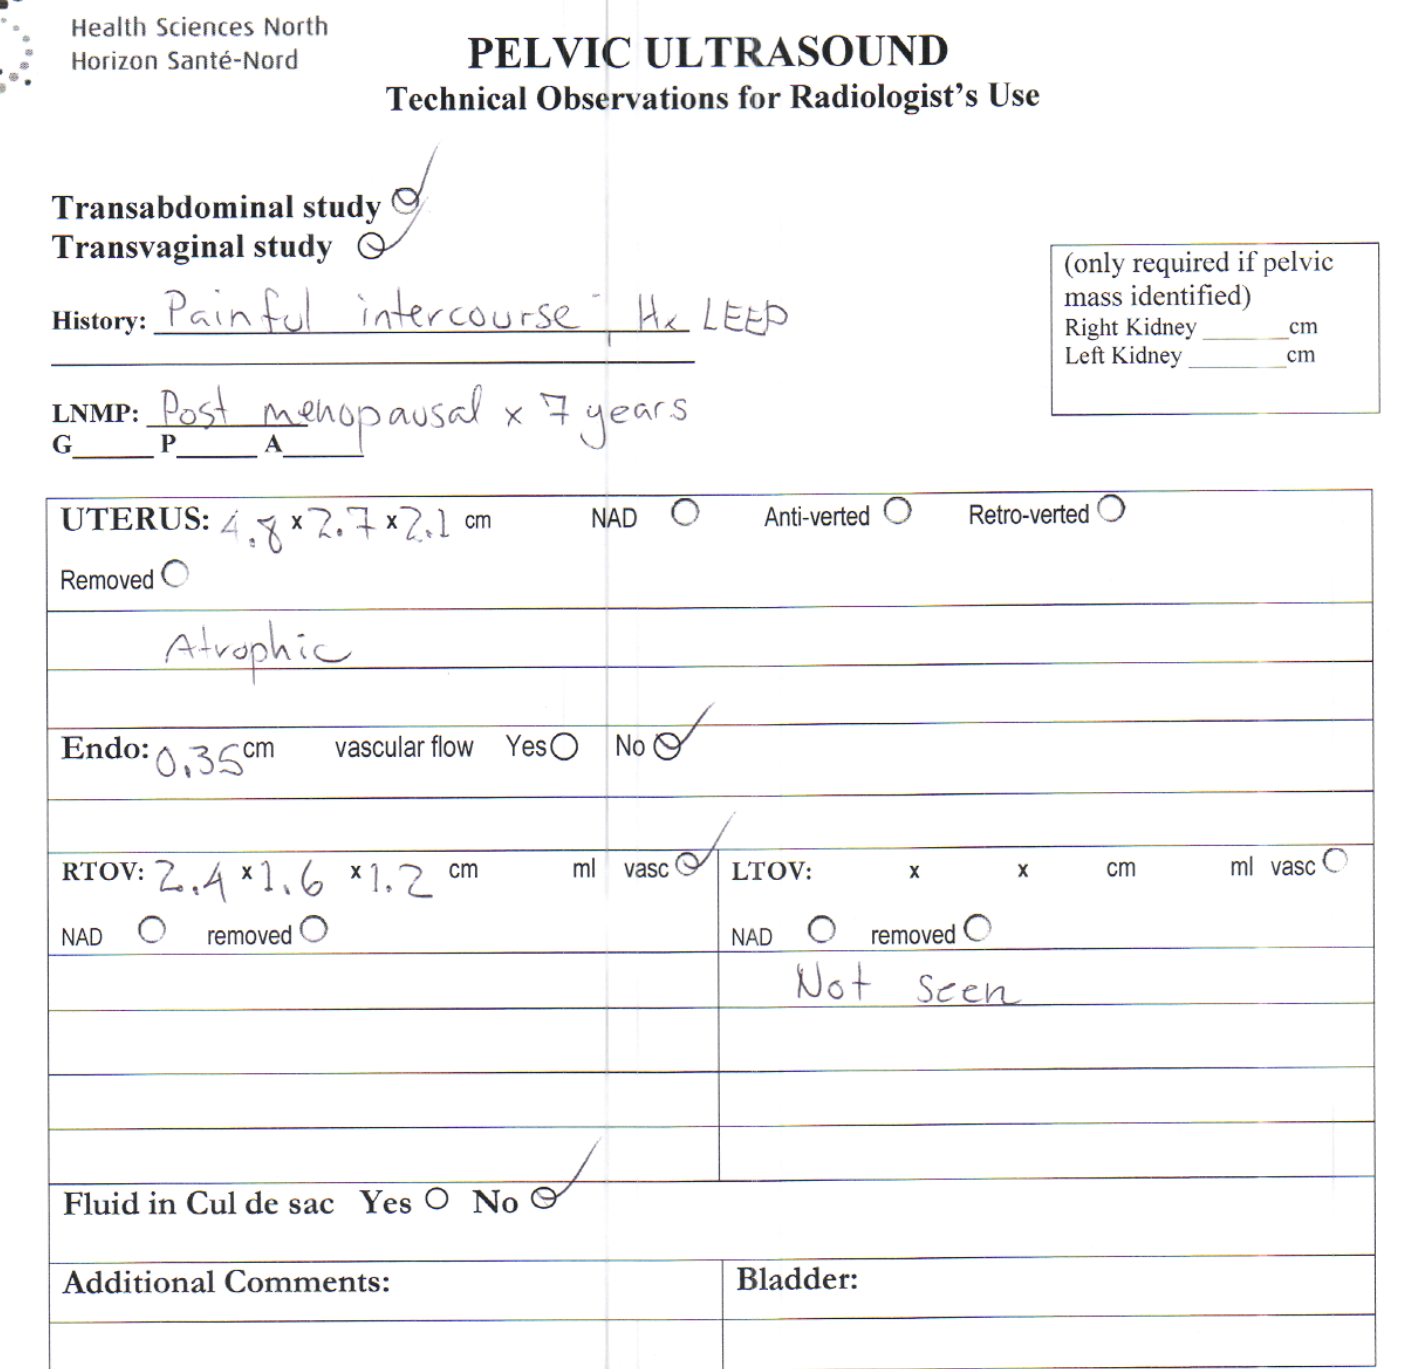 Health Sciences North
Horizon Santé-Nord
PELVIC ULTRASOUND
Technical Observations for Radiologist's Use
Transabdominal study
Transvaginal study
(only required if pelvic
mass identified)
Right Kidney ______cm
Left Kidney ______cm
History: Painful intercourse - Hx LEEP
LNMP: Post menopausal x 7 years
G_____ P_____ A_____
UTERUS: 4.8 x 2.7 x 2.1 cm NAD Anti-verted Retro-verted
Removed
Atrophic
Endo: 0.35 cm vascular flow Yes No
RTOV: 2.4 x 1.6 x 1.2 cm ml vasc
NAD removed
LTOV: x x cm ml vasc
NAD removed
Not seen
Fluid in Cul de sac Yes No
Additional Comments:
Bladder: